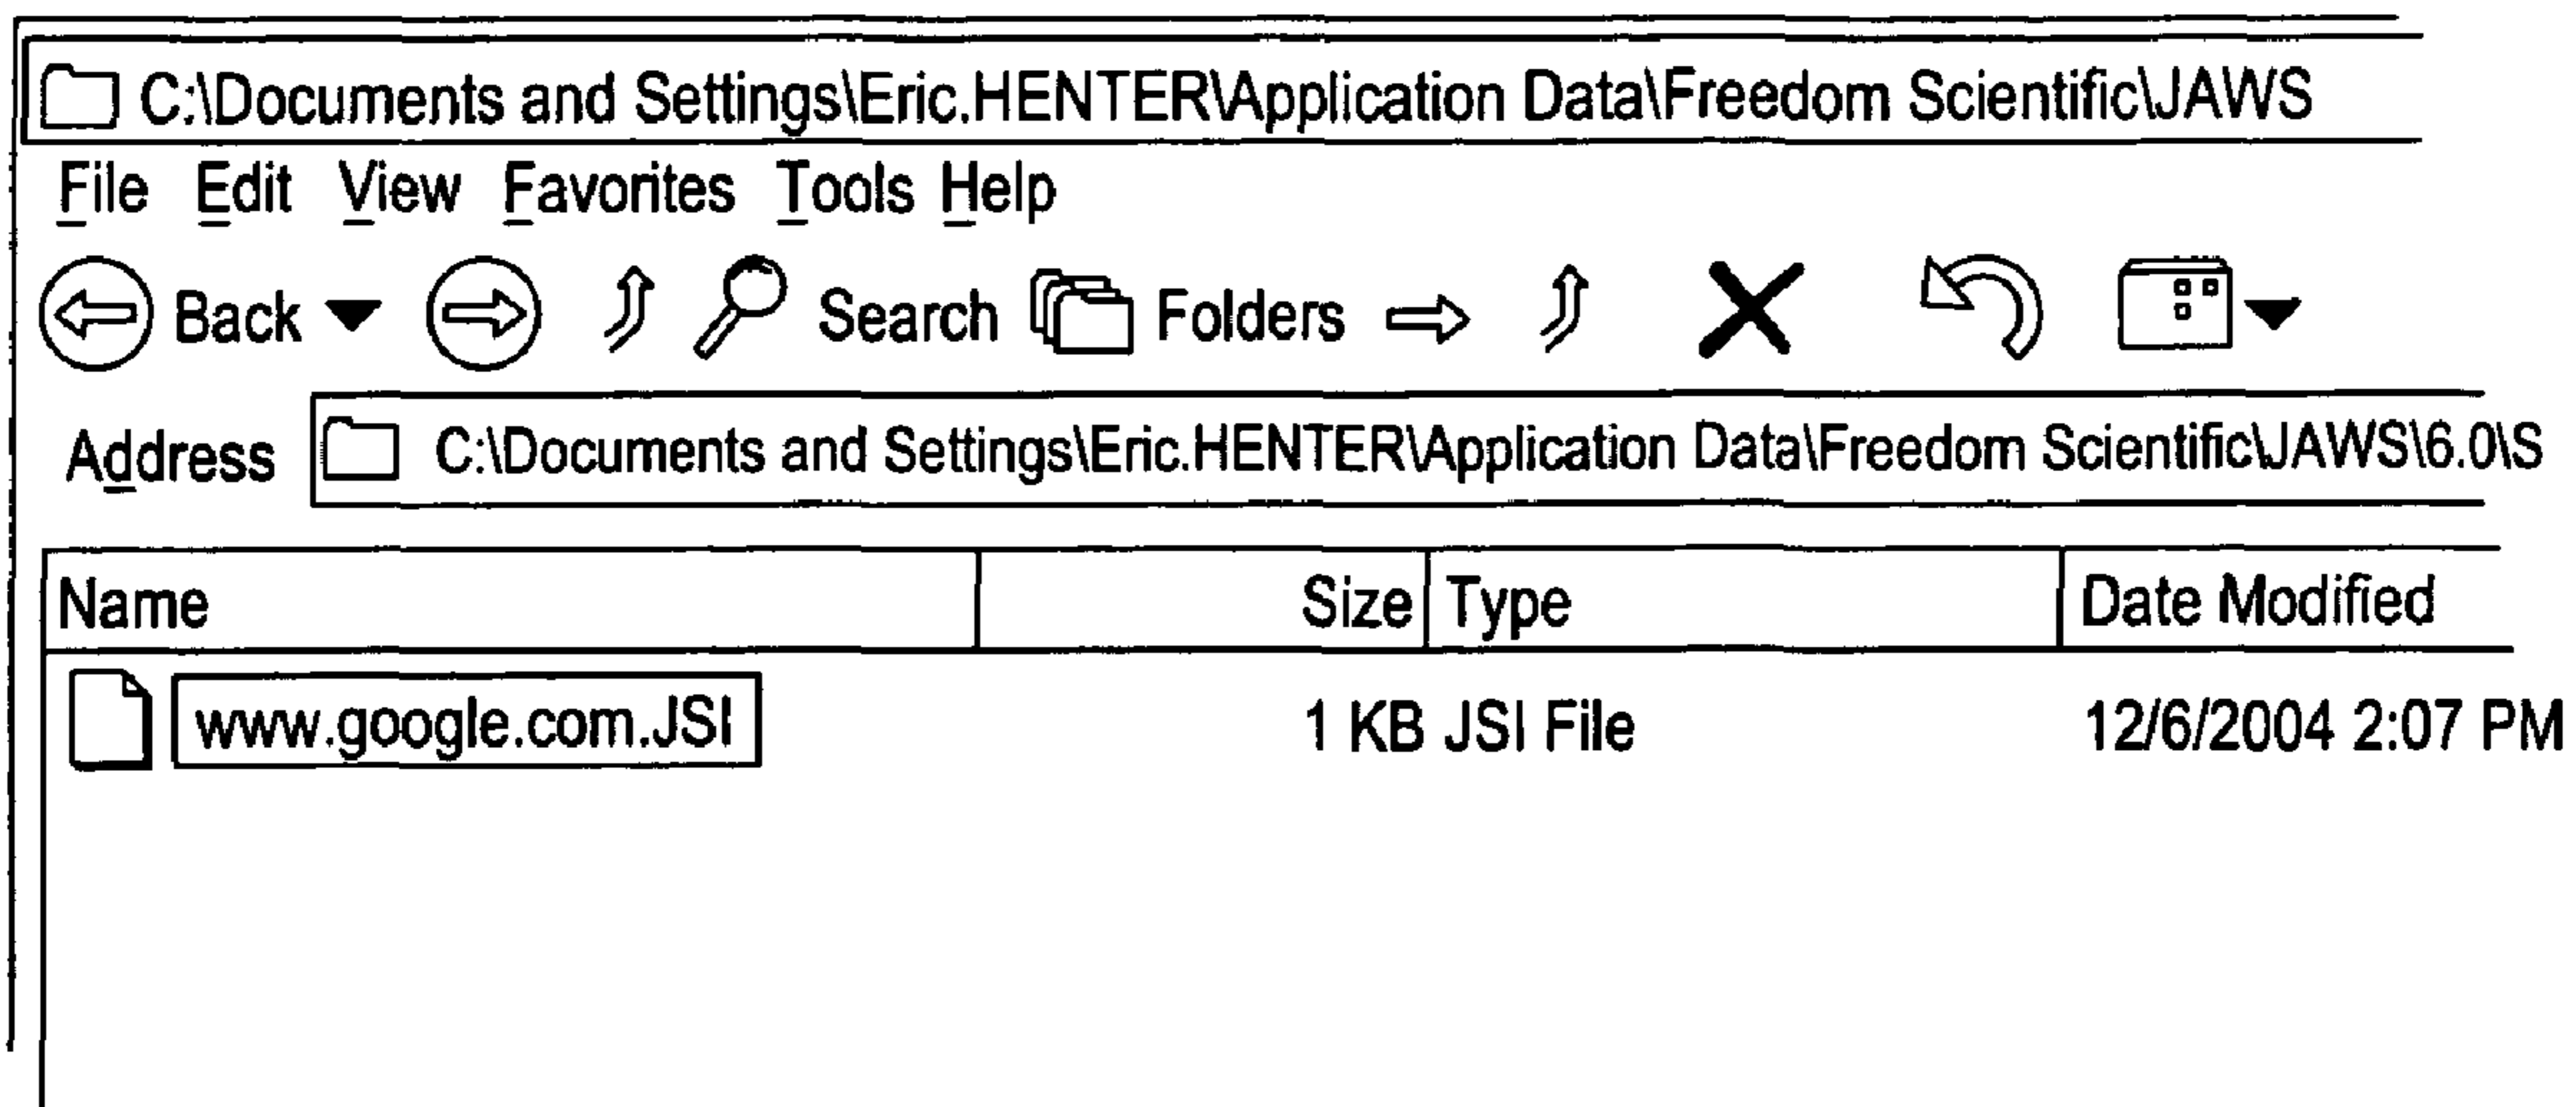 C:\Documents and Settings\Eric.HENTER\Application Data\Freedom Scientific\JAWS
File Edit View Favorites Tools Help
Back Search Folders
Address C:\Documents and Settings\Eric.HENTER\Application Data\Freedom Scientific\JAWS\6.0\S
Name Size Type Date Modified
www.google.com.JSI 1 KB JSI File 12/6/2004 2:07 PM